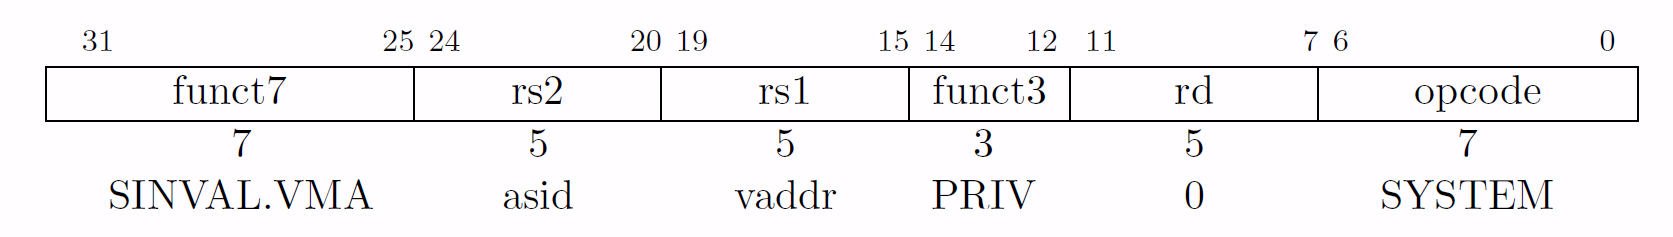 31 25 24 20 19 15 14 12 11 7 6 0
funct7 rs2 rs1 funct3 rd opcode
7 5 5 3 5 7
SINVAL.VMA asid vaddr PRIV 0 SYSTEM